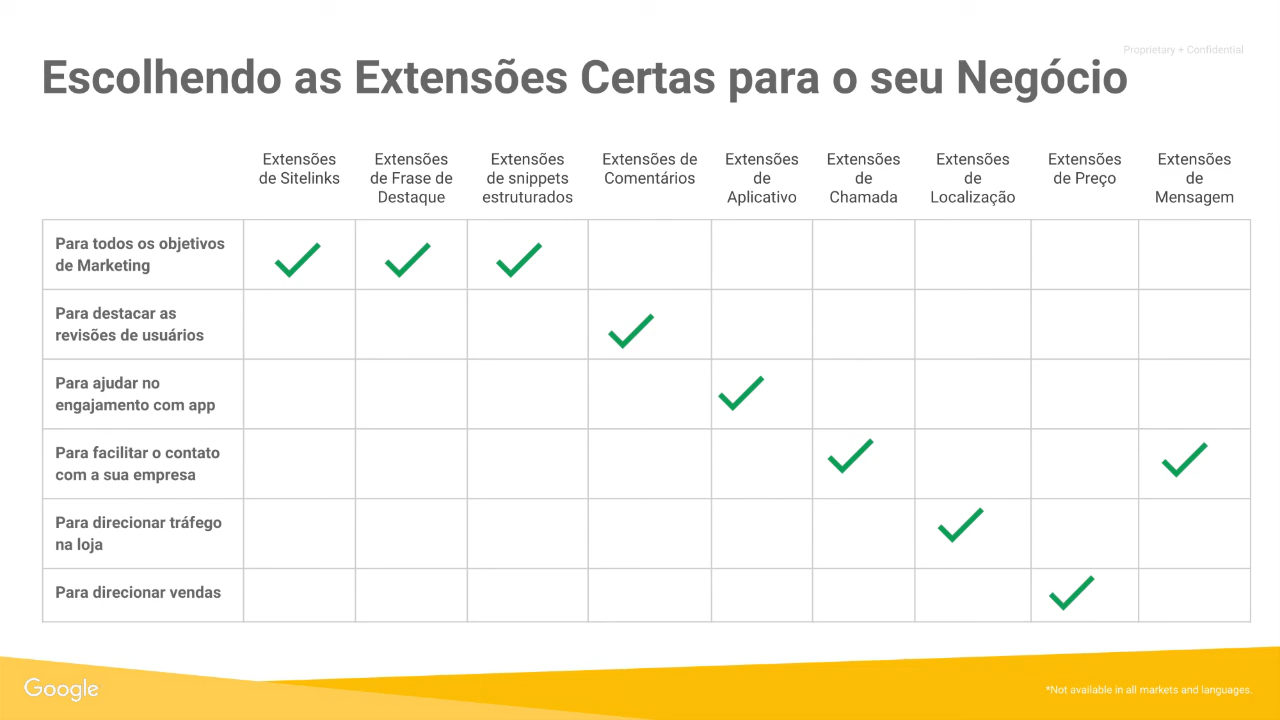 Proprietary + Confidential
Escolhendo as Extensões Certas para o seu Negócio
Extensões
de Sitelinks
Extensões
de Frase de
Destaque
Extensões
de snippets
estruturados
Extensões de
Comentários
Extensões
de
Aplicativo
Extensões
de
Chamada
Extensões
de
Localização
Extensões
de Preço
Extensões
de
Mensagem
Para todos os objetivos
de Marketing
Para destacar as
revisões de usuários
Para ajudar no
engajamento com app
Para facilitar o contato
com a sua empresa
Para direcionar tráfego
na loja
Para direcionar vendas
Google
*Not available in all markets and languages.